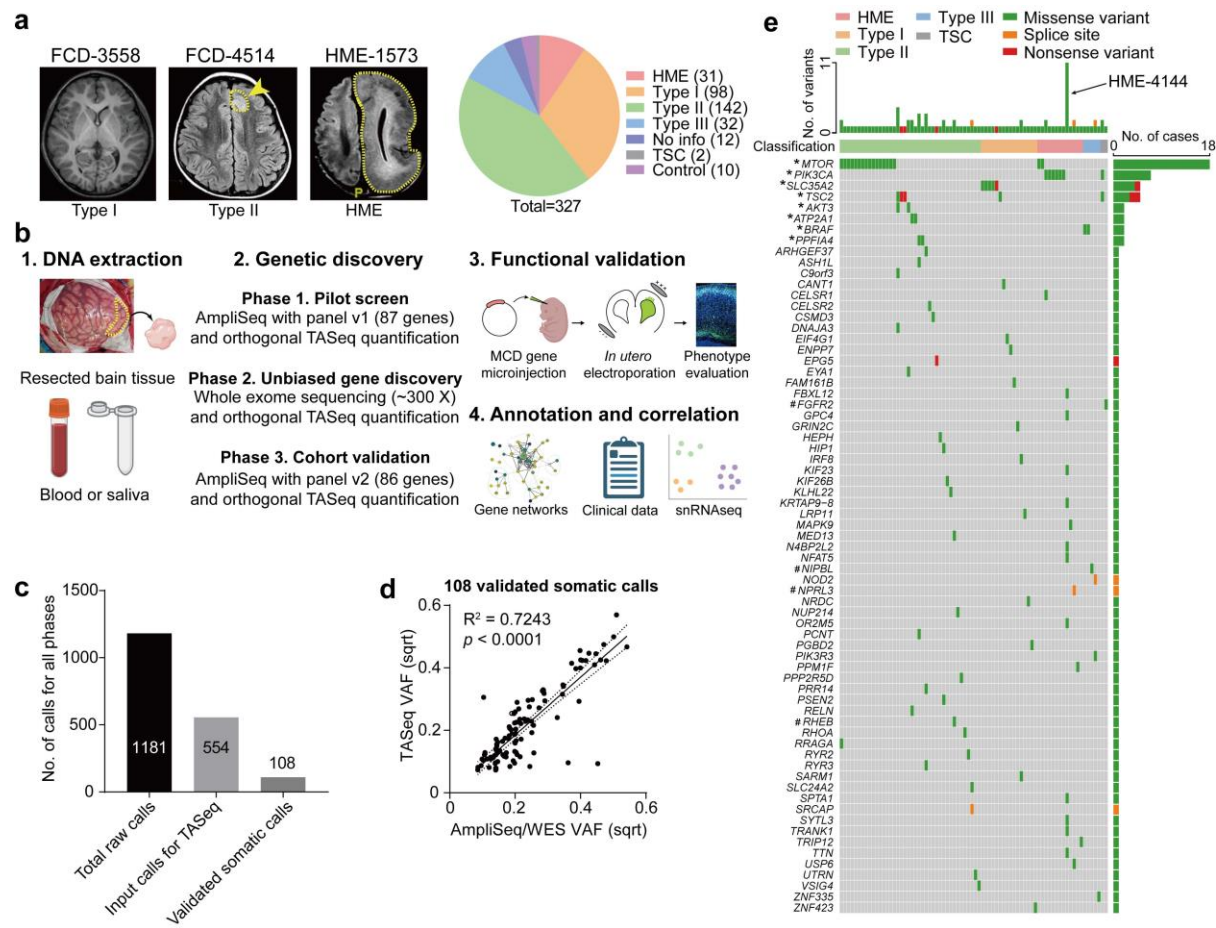 a
FCD-3558
FCD-4514
HME-1573
P
Type I
Type II
HME
HME (31)
Type I (98)
Type II (142)
Type III (32)
No info (12)
TSC (2)
Control (10)
Total=327
b
1. DNA extraction
Resected bain tissue
Blood or saliva
2. Genetic discovery
Phase 1. Pilot screen
AmpliSeq with panel v1 (87 genes)
and orthogonal TASeq quantification
Phase 2. Unbiased gene discovery
Whole exome sequencing (~300 X)
and orthogonal TASeq quantification
Phase 3. Cohort validation
AmpliSeq with panel v2 (86 genes)
and orthogonal TASeq quantification
3. Functional validation
MCD gene
microinjection
In utero
electroporation
Phenotype
evaluation
4. Annotation and correlation
Gene networks
Clinical data
snRNAseq
c
No. of calls for all phases
1500
1000
500
0
1181
554
108
Total raw calls
Input calls for TASeq
Validated somatic calls
d
108 validated somatic calls
R² = 0.7243
p < 0.0001
TASeq VAF (sqrt)
0.6
0.4
0.2
0
0
0.2
0.4
0.6
AmpliSeq/WES VAF (sqrt)
e
HME
Type I
Type II
Type III
TSC
Missense variant
Splice site
Nonsense variant
No. of variants
11
0
HME-4144
No. of cases
0
18
Classification
*MTOR
*PIK3CA
*SLC35A2
*TSC2
*AKT3
*ATP2A1
*BRAF
*PPFIA4
ARHGEF37
ASH1L
C9orf3
CANT1
CELSR1
CELSR2
CSMD3
DNAJA3
EIF4G1
ENPP7
EPG5
EYA1
FAM161B
FBXL12
#FGFR2
GPC4
GRIN2C
HEPH
HIP1
IRF8
KIF23
KIF26B
KLHL22
KRTAP9-8
LRP11
MAPK9
MED13
N4BP2L2
NFAT5
#NIPBL
NOD2
#NPRL3
NRDC
NUP214
OR2M5
PCNT
PGBD2
PIK3R3
PPM1F
PPP2R5D
PRR14
PSEN2
RELN
#RHEB
RHOA
RRAGA
RYR2
RYR3
SARM1
SLC24A2
SPTA1
SRCAP
SYTL3
TRANK1
TRIP12
TTN
USP6
UTRN
VSIG4
ZNF335
ZNF423